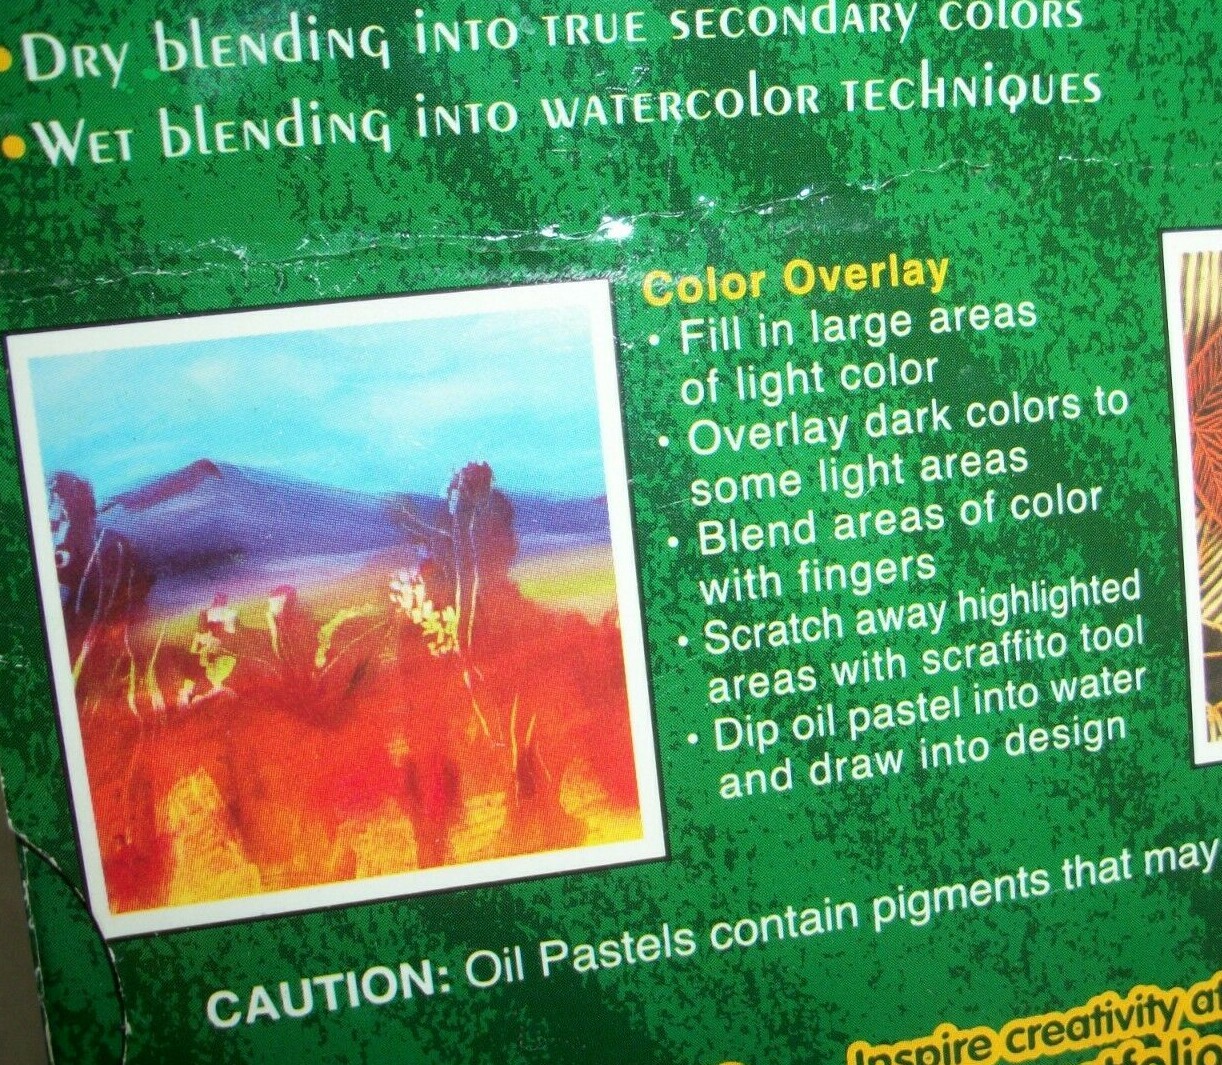 • Dry blending into true secondary colors
• Wet blending into watercolor techniques
Color Overlay
• Fill in large areas
of light color
• Overlay dark colors to
some light areas
• Blend areas of color
with fingers
• Scratch away highlighted
areas with scraffito tool
• Dip oil pastel into water
and draw into design
CAUTION: Oil Pastels contain pigments that may
Inspire creativity at